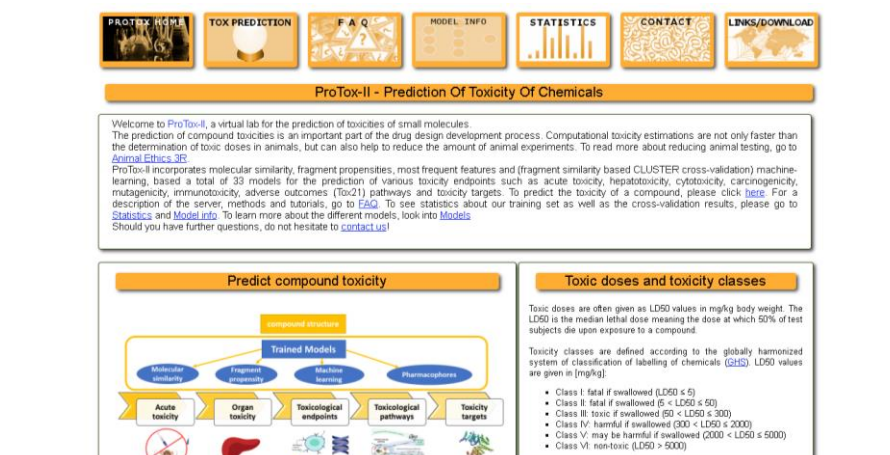 PROTOX HOME
TOX PREDICTION
F A Q
MODEL INFO
STATISTICS
CONTACT
LINKS/DOWNLOAD
ProTox-II - Prediction Of Toxicity Of Chemicals
Welcome to ProTox-II, a virtual lab for the prediction of toxicities of small molecules.
The prediction of compound toxicities is an important part of the drug design development process. Computational toxicity estimations are not only faster than
the determination of toxic doses in animals, but can also help to reduce the amount of animal experiments. To read more about reducing animal testing, go to
Animal Ethics 3R.
ProTox-II incorporates molecular similarity, fragment propensities, most frequent features and (fragment similarity based CLUSTER cross-validation) machine-
learning, based a total of 33 models for the prediction of various toxicity endpoints such as acute toxicity, hepatotoxicity, cytotoxicity, carcinogenicity,
mutagenicity, immunotoxicity, adverse outcomes (Tox21) pathways and toxicity targets. To predict the toxicity of a compound, please click here. For a
description of the server, methods and tutorials, go to FAQ. To see statistics about our training set as well as the cross-validation results, please go to
Statistics and Model info. To learn more about the different models, look into Models
Should you have further questions, do not hesitate to contact us!
Predict compound toxicity
compound structure
Trained Models
Molecular
similarity
Fragment
propensity
Machine
learning
Pharmacophores
Acute
toxicity
Organ
toxicity
Toxicological
endpoints
Toxicological
pathways
Toxicity
targets
Toxic doses and toxicity classes
Toxic doses are often given as LD50 values in mg/kg body weight. The
LD50 is the median lethal dose meaning the dose at which 50% of test
subjects die upon exposure to a compound.
Toxicity classes are defined according to the globally harmonized
system of classification of labelling of chemicals (GHS). LD50 values
are given in [mg/kg]:
• Class I: fatal if swallowed (LD50 ≤ 5)
• Class II: fatal if swallowed (5 < LD50 ≤ 50)
• Class III: toxic if swallowed (50 < LD50 ≤ 300)
• Class IV: harmful if swallowed (300 < LD50 ≤ 2000)
• Class V: may be harmful if swallowed (2000 < LD50 ≤ 5000)
• Class VI: non-toxic (LD50 > 5000)